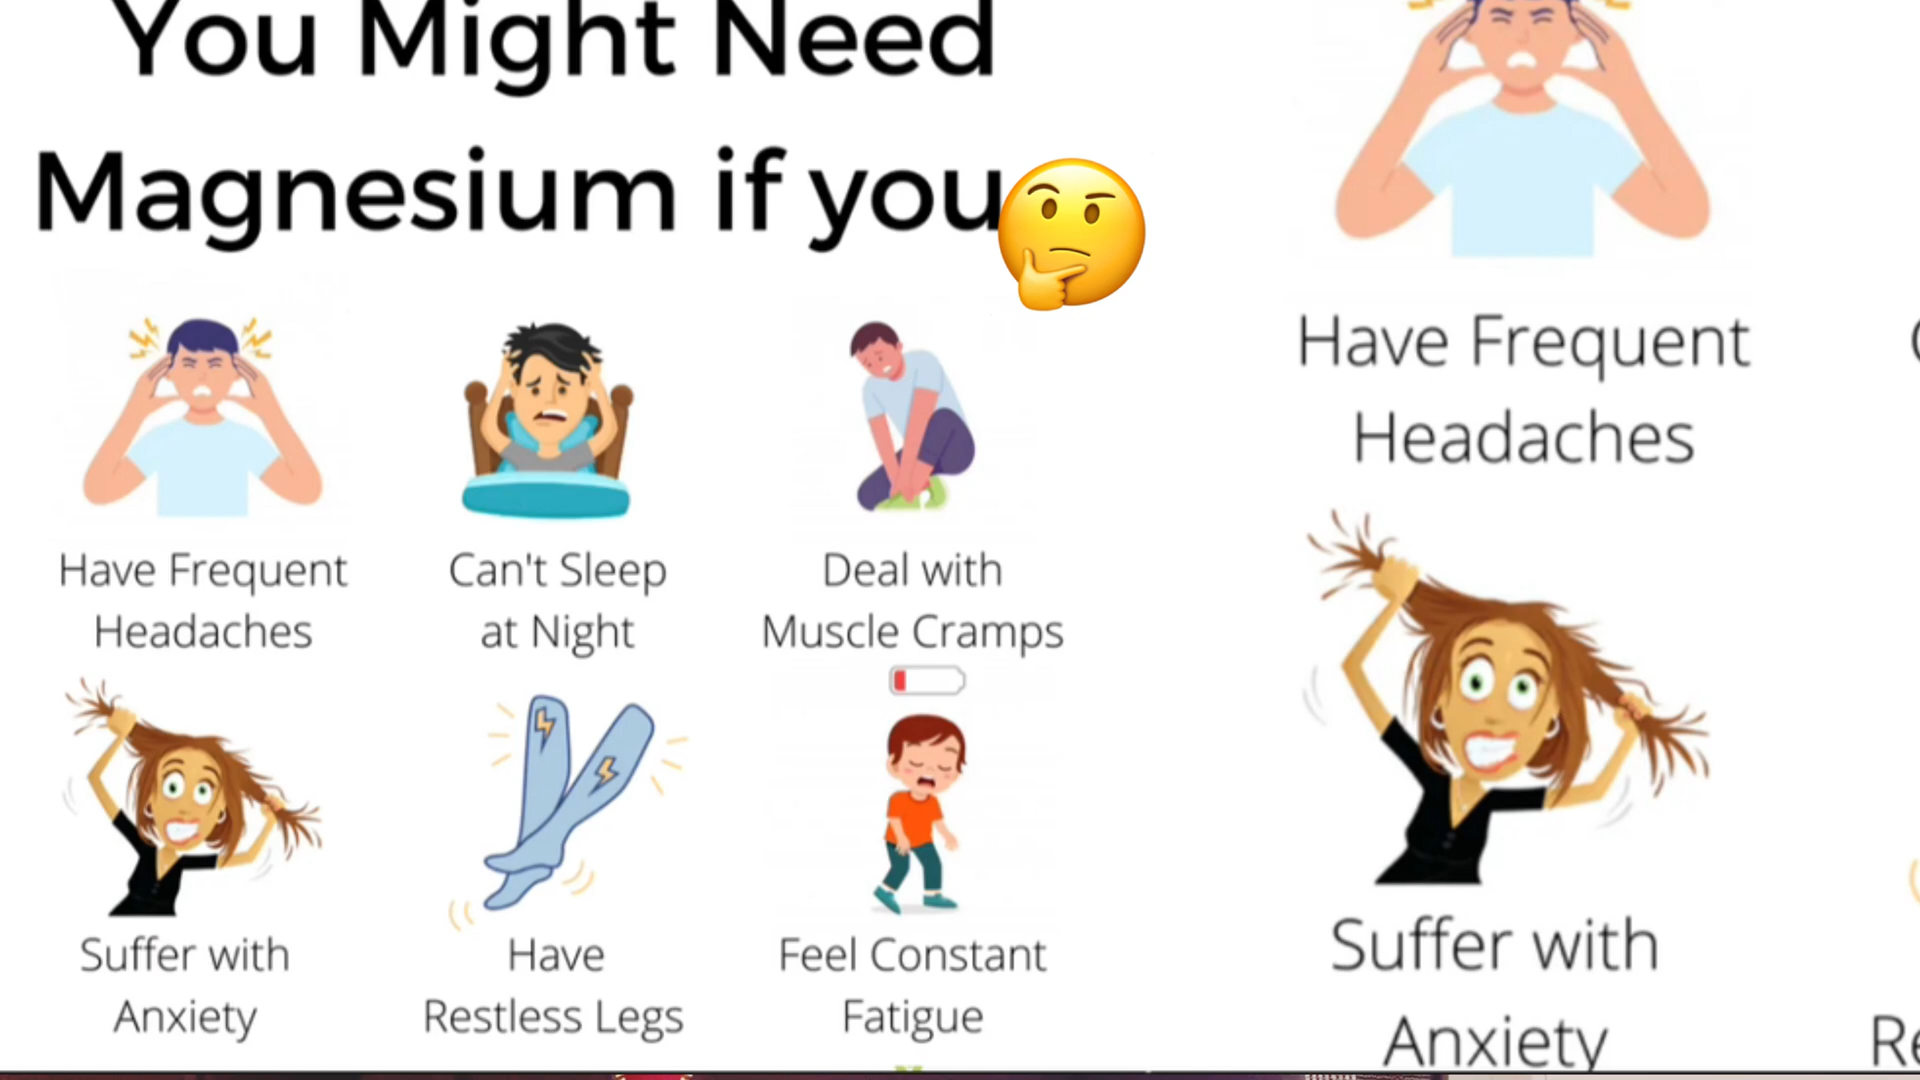 You Might Need
Magnesium if you
Have Frequent
Headaches
Can't Sleep
at Night
Deal with
Muscle Cramps
Suffer with
Anxiety
Have
Restless Legs
Feel Constant
Fatigue
Have Frequent
Headaches
Suffer with
Anxiety